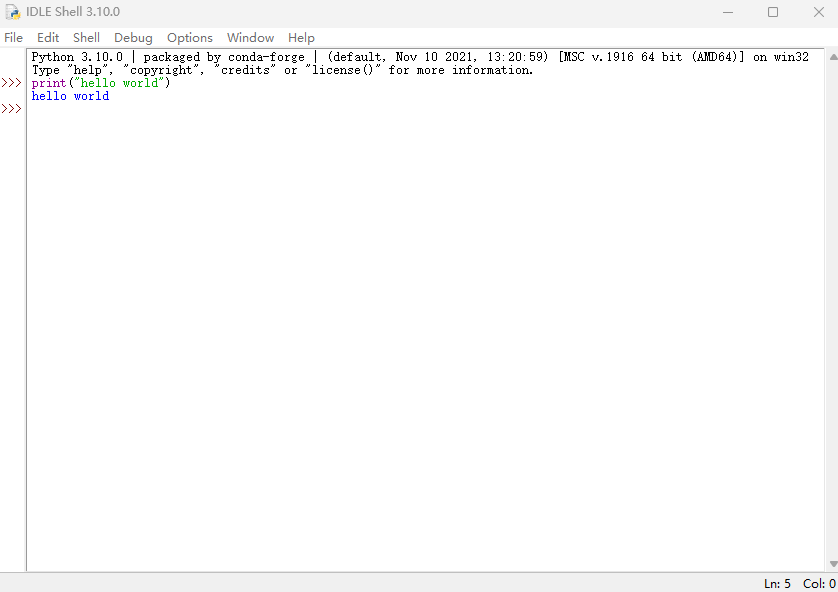 IDLE Shell 3.10.0
File Edit Shell Debug Options Window Help
Python 3.10.0 | packaged by conda-forge | (default, Nov 10 2021, 13:20:59) [MSC v.1916 64 bit (AMD64)] on win32
Type "help", "copyright", "credits" or "license()" for more information.
>>> print("hello world")
hello world
>>>
Ln: 5 Col: 0